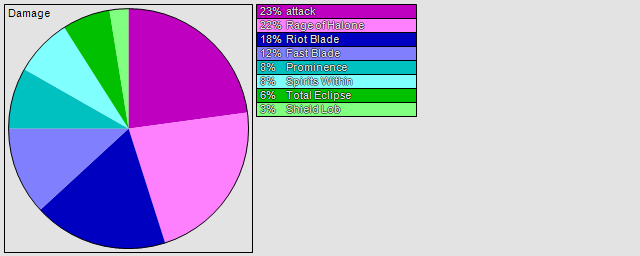 Damage
23% attack
22% Rage of Halone
18% Riot Blade
12% Fast Blade
8% Prominence
8% Spirits Within
6% Total Eclipse
3% Shield Lob